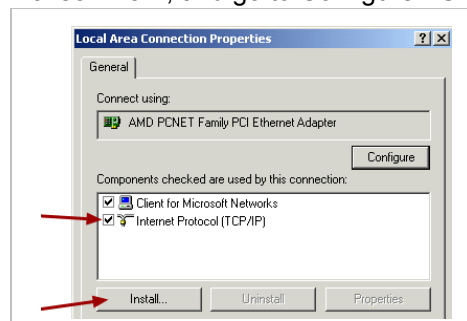 Local Area Connection Properties
General
Connect using:
AMD PCNET Family PCI Ethernet Adapter
Configure
Components checked are used by this connection:
Client for Microsoft Networks
Internet Protocol (TCP/IP)
Install... Uninstall Properties